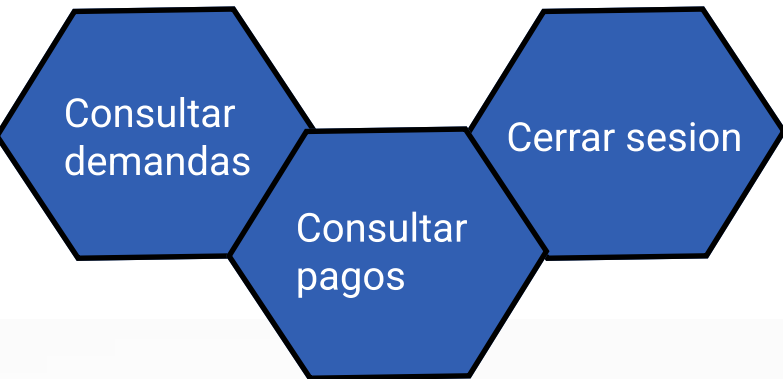 Consultar
demandas
Consultar
pagos
Cerrar sesion